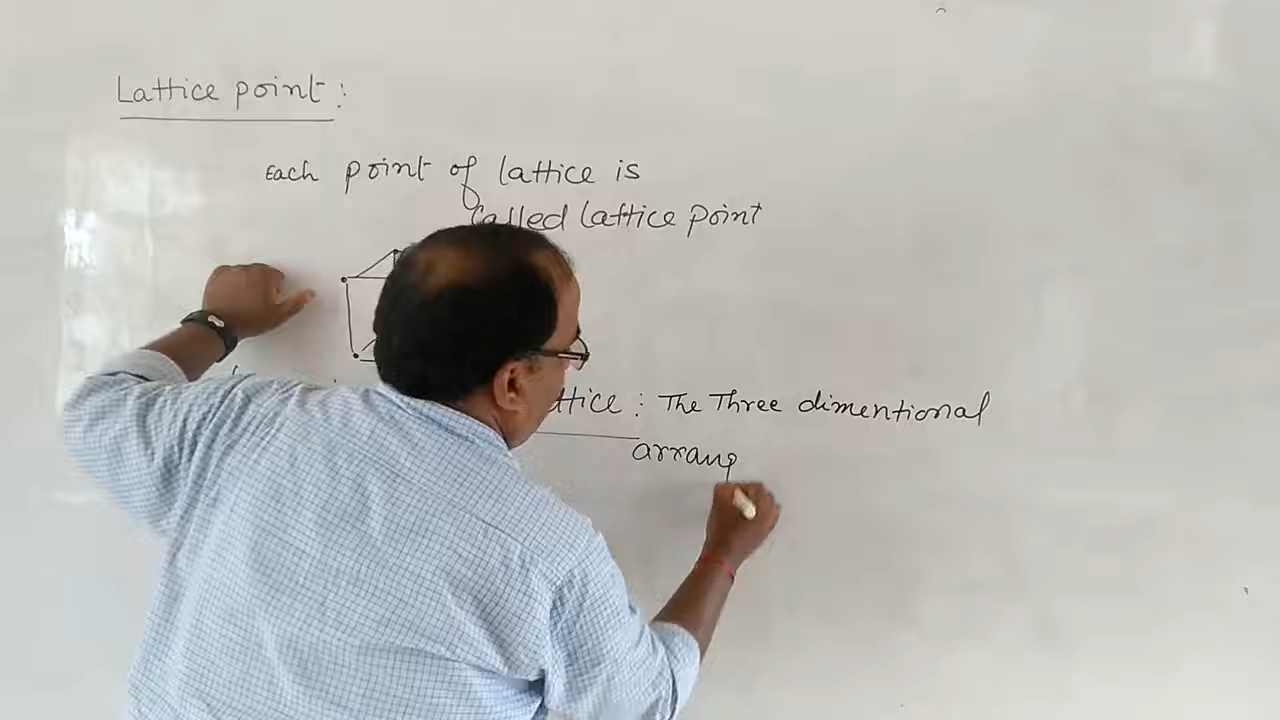 Lattice point:
Each point of lattice is
called lattice point
ttice : The Three dimentional
arrang